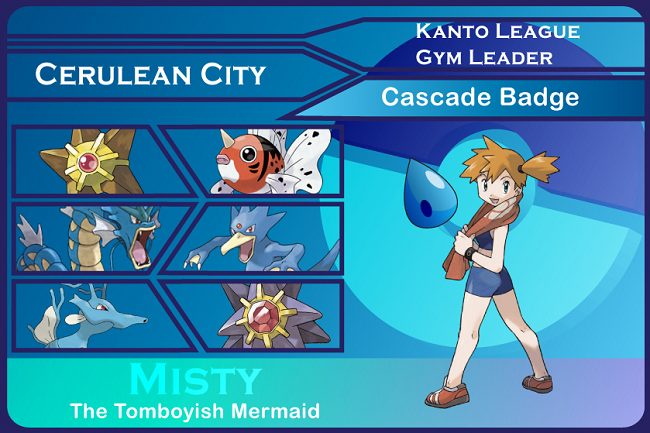 Cerulean City
Kanto League
Gym Leader
Cascade Badge
Misty
The Tomboyish Mermaid